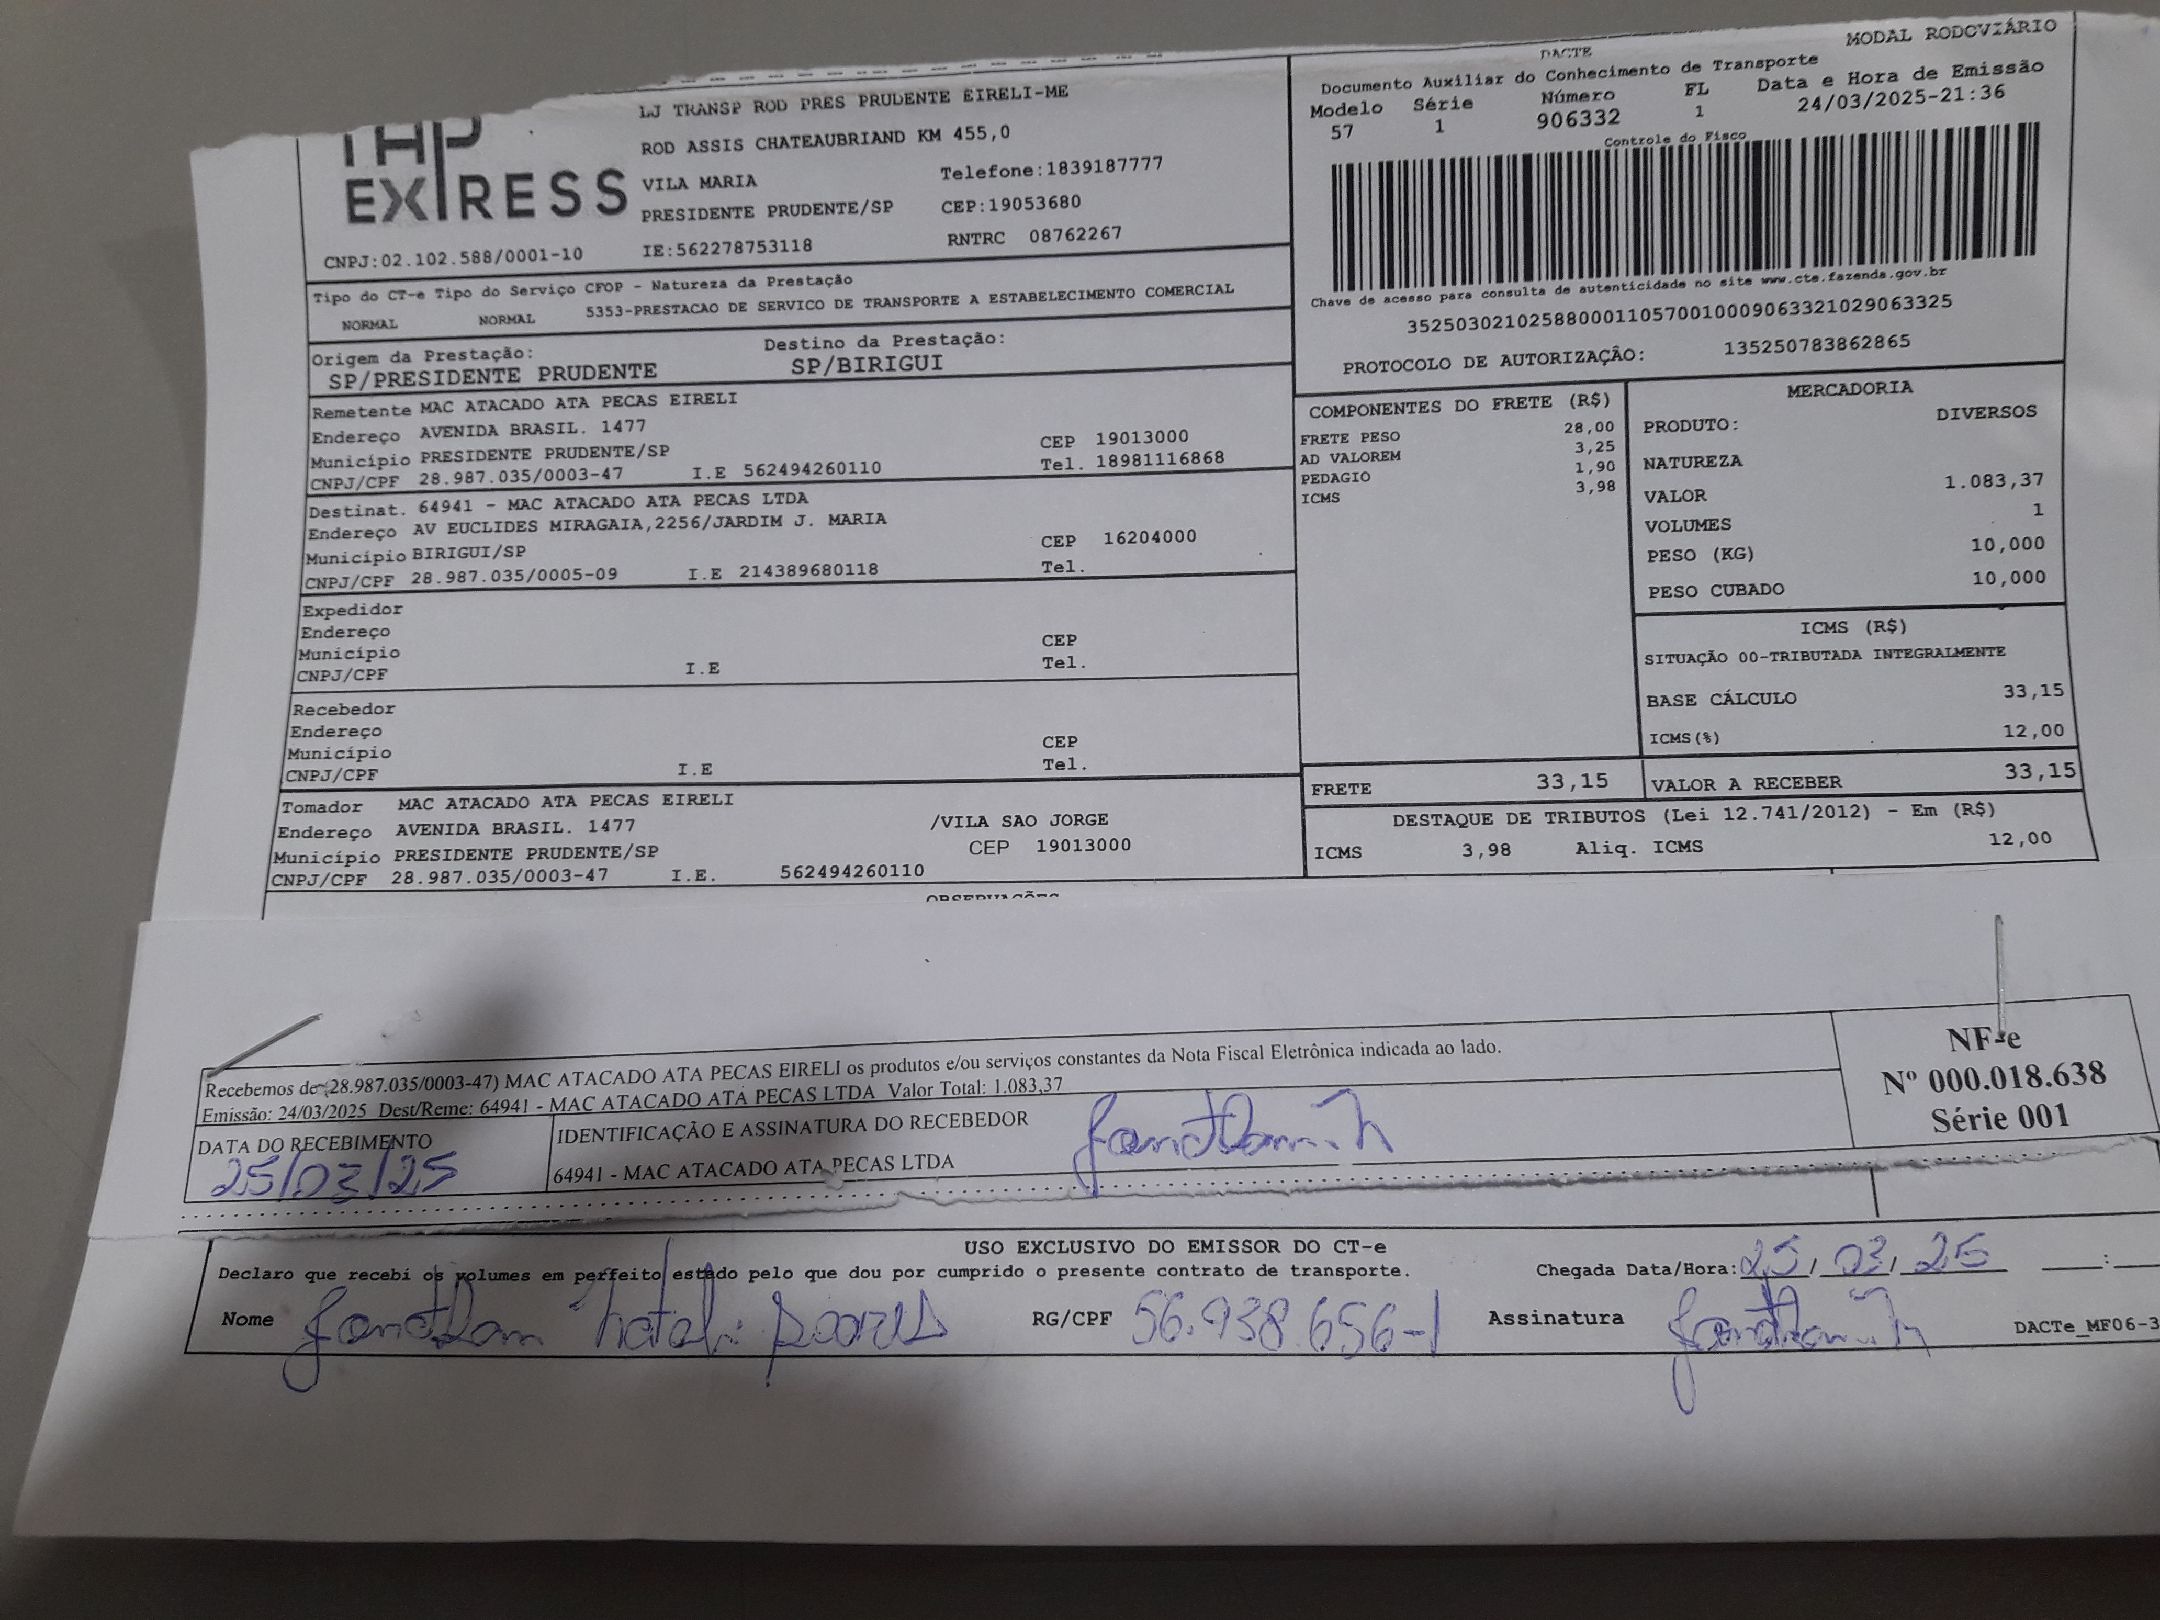 TAP
EXPRESS
LJ TRANSP ROD PRES PRUDENTE EIRELI-ME
ROD ASSIS CHATEAUBRIAND KM 455,0
VILA MARIA Telefone:1839187777
PRESIDENTE PRUDENTE/SP CEP:19053680
CNPJ:02.102.588/0001-10 IE:562278753118 RNTRC 08762267
DACTE MODAL RODOVIÁRIO
Documento Auxiliar do Conhecimento de Transporte
Modelo Série Número FL Data e Hora de Emissão
57 1 906332 1 24/03/2025-21:36
Controle do Fisco
Chave de acesso para consulta de autenticidade no site www.cte.fazenda.gov.br
35250302102588000110570010009063321029063325
PROTOCOLO DE AUTORIZAÇÃO: 135250783862865
Tipo do CT-e Tipo do Serviço CFOP - Natureza da Prestação
NORMAL NORMAL 5353-PRESTACAO DE SERVICO DE TRANSPORTE A ESTABELECIMENTO COMERCIAL
Origem da Prestação: Destino da Prestação:
SP/PRESIDENTE PRUDENTE SP/BIRIGUI
Remetente MAC ATACADO ATA PECAS EIRELI
Endereço AVENIDA BRASIL. 1477
Município PRESIDENTE PRUDENTE/SP CEP 19013000
CNPJ/CPF 28.987.035/0003-47 I.E 562494260110 Tel. 18981116868
Destinat. 64941 - MAC ATACADO ATA PECAS LTDA
Endereço AV EUCLIDES MIRAGAIA,2256/JARDIM J. MARIA
Município BIRIGUI/SP CEP 16204000
CNPJ/CPF 28.987.035/0005-09 I.E 214389680118 Tel.
Expedidor
Endereço
Município CEP
CNPJ/CPF I.E Tel.
Recebedor
Endereço
Município CEP
CNPJ/CPF I.E Tel.
Tomador MAC ATACADO ATA PECAS EIRELI
Endereço AVENIDA BRASIL. 1477 /VILA SAO JORGE
Município PRESIDENTE PRUDENTE/SP CEP 19013000
CNPJ/CPF 28.987.035/0003-47 I.E. 562494260110
COMPONENTES DO FRETE (R$)
FRETE PESO 28,00
AD VALOREM 3,25
PEDAGIO 1,90
ICMS 3,98
MERCADORIA
PRODUTO: DIVERSOS
NATUREZA
VALOR 1.083,37
VOLUMES 1
PESO (KG) 10,000
PESO CUBADO 10,000
ICMS (R$)
SITUAÇÃO 00-TRIBUTADA INTEGRALMENTE
BASE CÁLCULO 33,15
ICMS(%) 12,00
FRETE 33,15 VALOR A RECEBER 33,15
DESTAQUE DE TRIBUTOS (Lei 12.741/2012) - Em (R$)
ICMS 3,98 Aliq. ICMS 12,00
OBSERVAÇÕES
Recebemos de (28.987.035/0003-47) MAC ATACADO ATA PECAS EIRELI os produtos e/ou serviços constantes da Nota Fiscal Eletrônica indicada ao lado.
Emissão: 24/03/2025 Dest/Reme: 64941 - MAC ATACADO ATA PECAS LTDA Valor Total: 1.083,37
DATA DO RECEBIMENTO IDENTIFICAÇÃO E ASSINATURA DO RECEBEDOR
25/03/25 64941 - MAC ATACADO ATA PECAS LTDA
NF-e
Nº 000.018.638
Série 001
USO EXCLUSIVO DO EMISSOR DO CT-e
Declaro que recebi os volumes em perfeito estado pelo que dou por cumprido o presente contrato de transporte. Chegada Data/Hora: 25/03/25 :
Nome Jonathan Natali Soares RG/CPF 56.938.656-1 Assinatura
DACTe_MF06-3